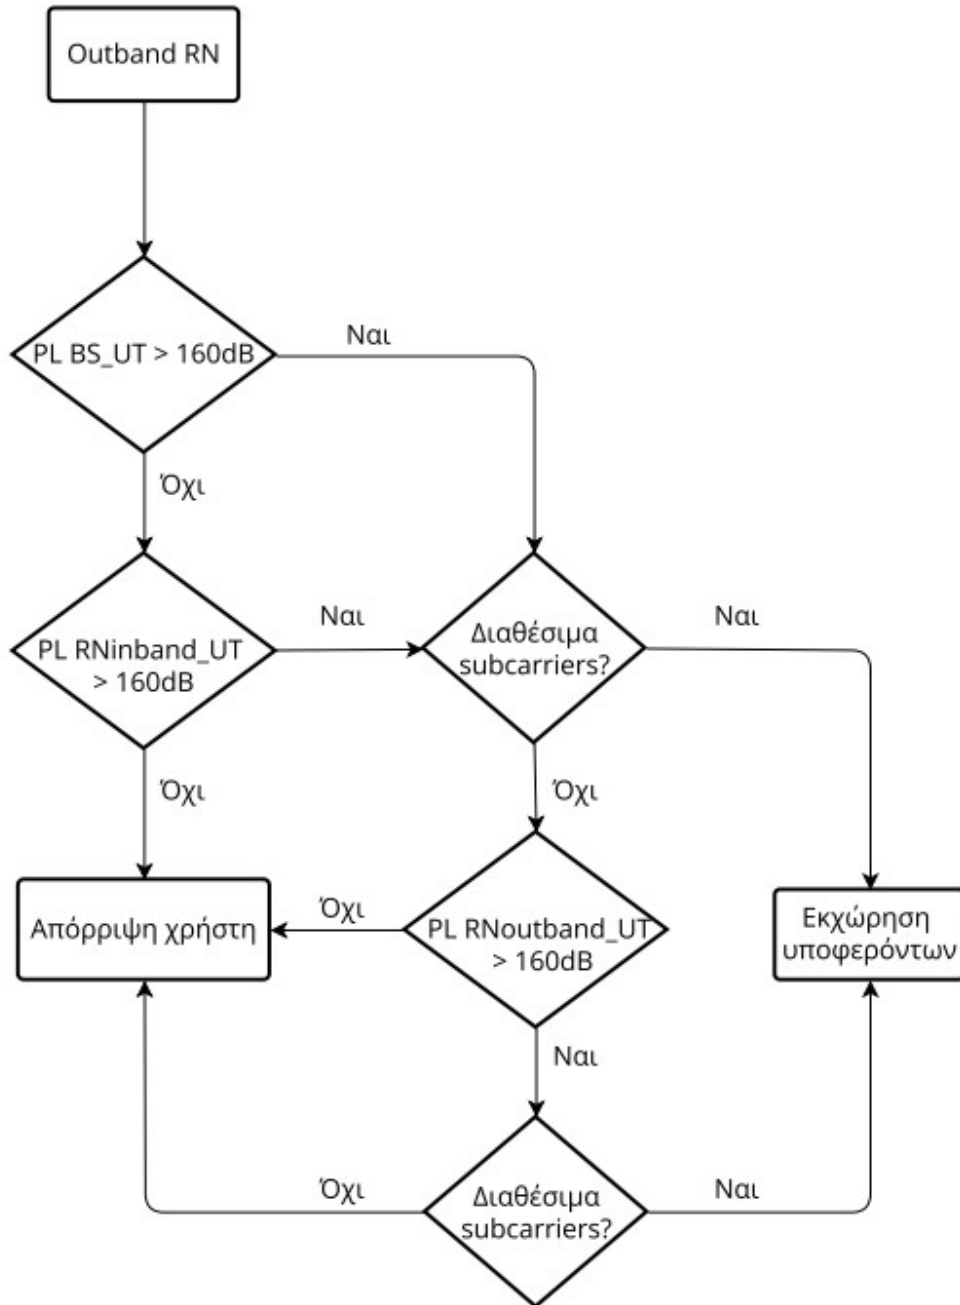 Outband RN
PL BS_UT > 160dB
Ναι
Όχι
PL RNinband_UT
> 160dB
Ναι
Διαθέσιμα
subcarriers?
Ναι
Όχι
Όχι
Απόρριψη χρήστη
Όχι
PL RNoutband_UT
> 160dB
Εκχώρηση
υποφερόντων
Ναι
Όχι
Διαθέσιμα
subcarriers?
Ναι